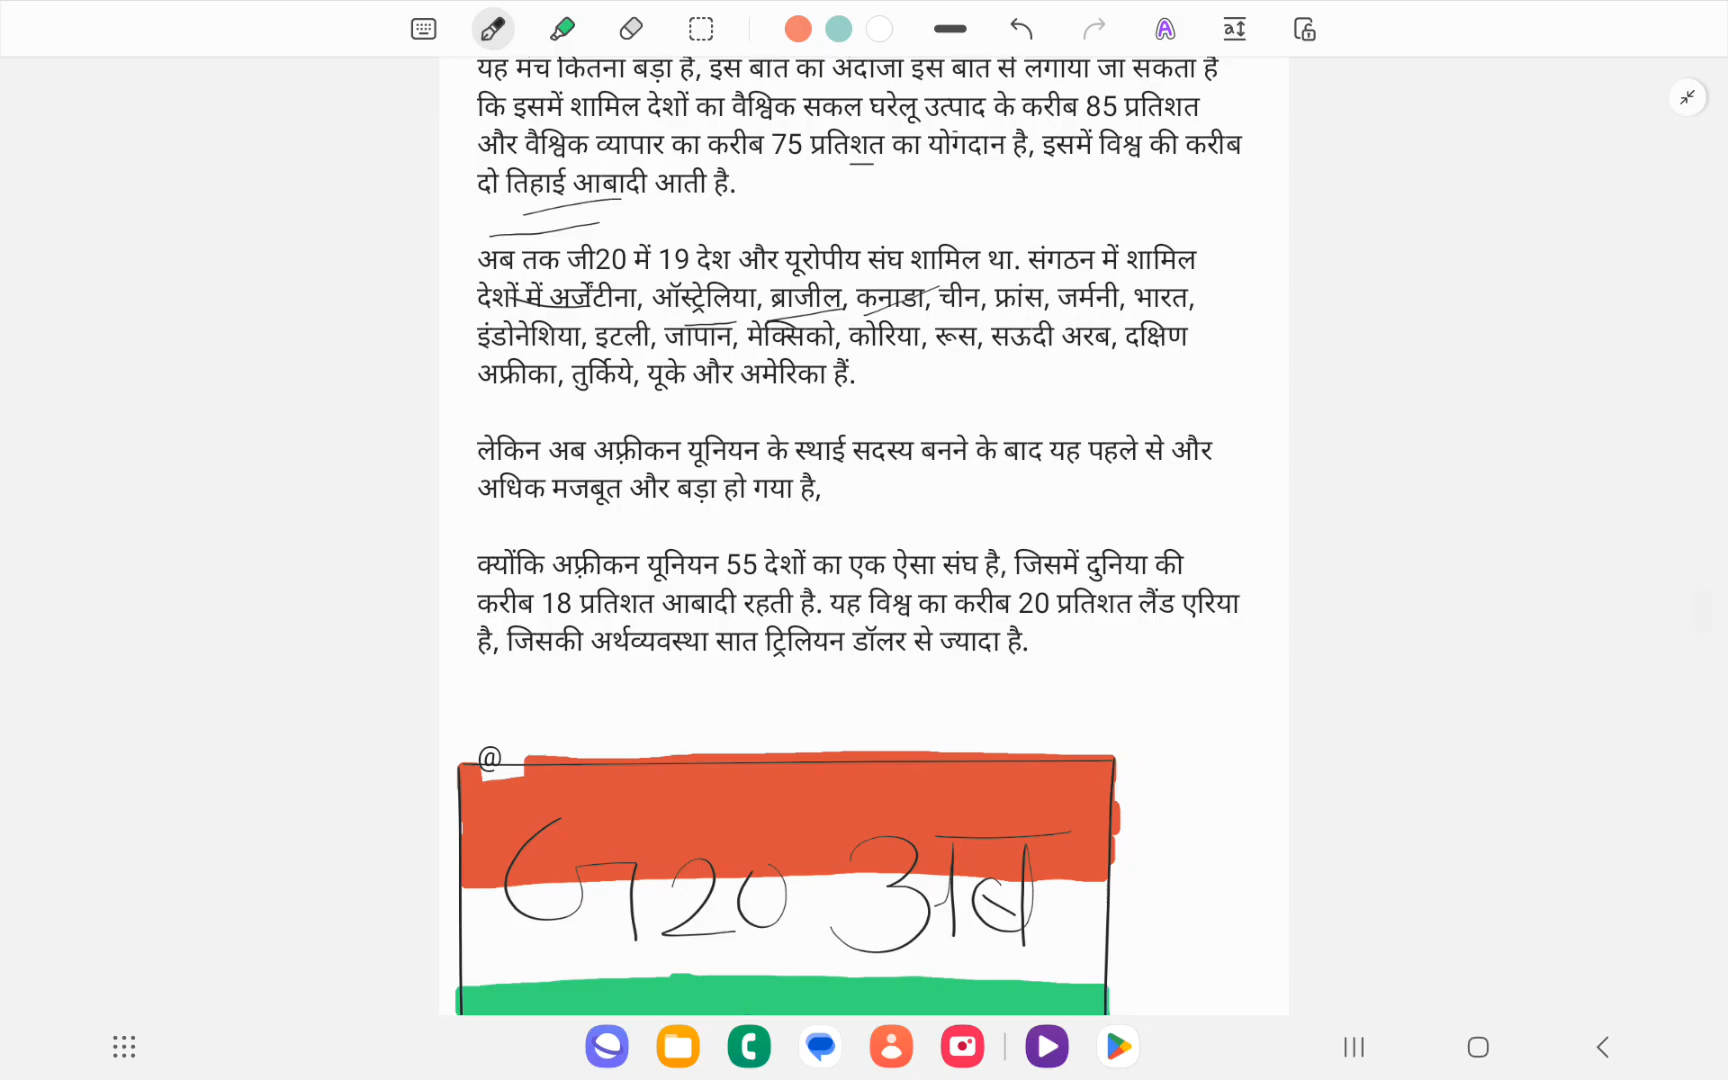 यह मंच कितना बड़ा है, इस बात का अंदाजा इस बात से लगाया जा सकता है
कि इसमें शामिल देशों का वैश्विक सकल घरेलू उत्पाद के करीब 85 प्रतिशत
और वैश्विक व्यापार का करीब 75 प्रतिशत का योगदान है, इसमें विश्व की करीब
दो तिहाई आबादी आती है.
अब तक जी20 में 19 देश और यूरोपीय संघ शामिल था. संगठन में शामिल
देशों में अर्जेंटीना, ऑस्ट्रेलिया, ब्राजील, कनाडा, चीन, फ्रांस, जर्मनी, भारत,
इंडोनेशिया, इटली, जापान, मेक्सिको, कोरिया, रूस, सऊदी अरब, दक्षिण
अफ्रीका, तुर्किये, यूके और अमेरिका हैं.
लेकिन अब अफ़्रीकन यूनियन के स्थाई सदस्य बनने के बाद यह पहले से और
अधिक मजबूत और बड़ा हो गया है,
क्योंकि अफ़्रीकन यूनियन 55 देशों का एक ऐसा संघ है, जिसमें दुनिया की
करीब 18 प्रतिशत आबादी रहती है. यह विश्व का करीब 20 प्रतिशत लैंड एरिया
है, जिसकी अर्थव्यवस्था सात ट्रिलियन डॉलर से ज्यादा है.
@
G20 अब